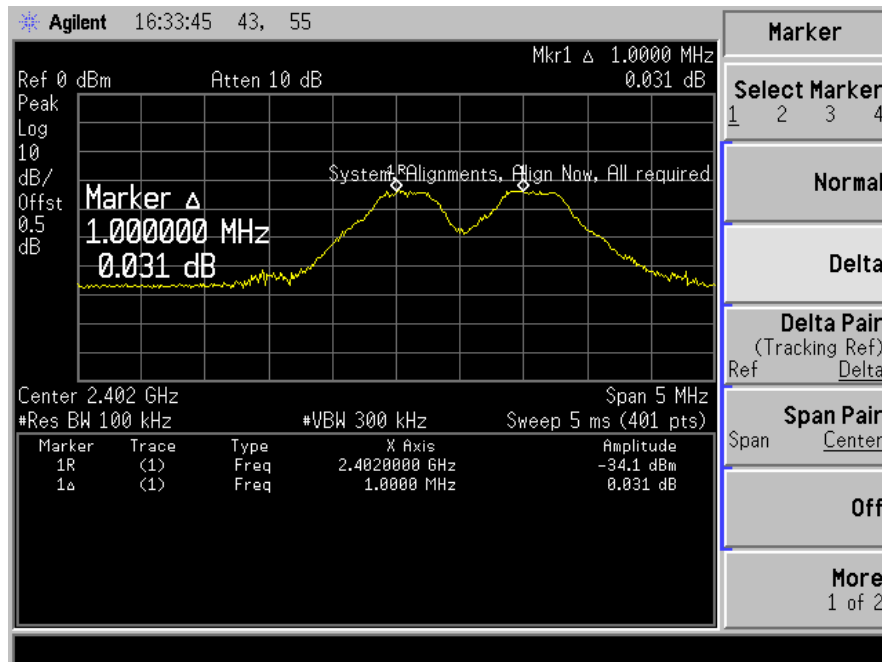 Agilent 16:33:45 43, 55
Mkr1 Δ 1.0000 MHz
Ref 0 dBm Atten 10 dB 0.031 dB
Peak
Log
10
dB/
Offst
0.5
dB
System, Alignments, Align Now, All required
1R 1
Marker Δ
1.000000 MHz
0.031 dB
Center 2.402 GHz Span 5 MHz
#Res BW 100 kHz #VBW 300 kHz Sweep 5 ms (401 pts)
Marker Trace Type X Axis Amplitude
1R (1) Freq 2.4020000 GHz -34.1 dBm
1Δ (1) Freq 1.0000 MHz 0.031 dB
Marker
Select Marker
1 2 3 4
Normal
Delta
Delta Pair
(Tracking Ref)
Ref Delta
Span Pair
Span Center
Off
More
1 of 2